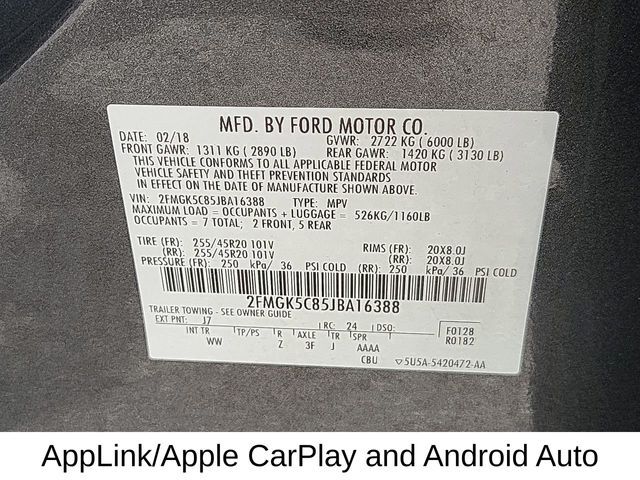 MFD. BY FORD MOTOR CO.
DATE: 02/18 GVWR: 2722 KG ( 6000 LB)
FRONT GAWR: 1311 KG ( 2890 LB) REAR GAWR: 1420 KG ( 3130 LB)
THIS VEHICLE CONFORMS TO ALL APPLICABLE FEDERAL MOTOR
VEHICLE SAFETY AND THEFT PREVENTION STANDARDS
IN EFFECT ON THE DATE OF MANUFACTURE SHOWN ABOVE.
VIN: 2FMGK5C85JBA16388 TYPE: MPV
MAXIMUM LOAD = OCCUPANTS + LUGGAGE = 526KG/1160LB
OCCUPANTS = 7 TOTAL; 2 FRONT, 5 REAR
TIRE (FR): 255/45R20 101V RIMS (FR): 20X8.0J
(RR): 255/45R20 101V (RR): 20X8.0J
PRESSURE (FR): 250 kPa/ 36 PSI COLD (RR): 250 kPa/ 36 PSI COLD
2FMGK5C85JBA16388
TRAILER TOWING - SEE OWNER GUIDE
EXT PNT: J7 RC: 24 DSO: F0128
INT TR TP/PS R AXLE TR SPR R0182
WW Z 3F J AAAA
CBU 5U5A-5420472-AA
AppLink/Apple CarPlay and Android Auto